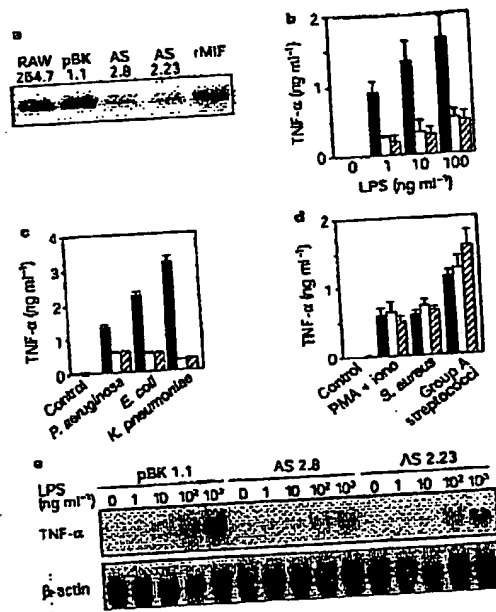 a
RAW 264.7
pBK 1.1
AS 2.8
AS 2.23
rMIF
b
TNF-α (ng ml⁻¹)
2
1
0
0 1 10 100
LPS (ng ml⁻¹)
c
TNF-α (ng ml⁻¹)
4
3
2
1
0
Control
P. aeruginosa
E. coli
K. pneumoniae
d
TNF-α (ng ml⁻¹)
2
1
0
Control
PMA + iono
S. aureus
Group A
streptococci
e
pBK 1.1 AS 2.8 AS 2.23
LPS
(ng ml⁻¹)
0 1 10 10² 10³ 0 1 10 10² 10³ 0 1 10 10² 10³
TNF-α
β-actin